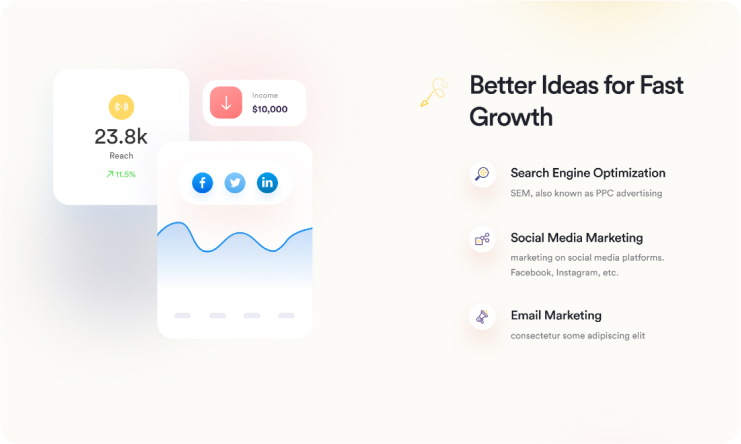 23.8k
Reach
11.5%
Income
$10,000
Better Ideas for Fast
Growth
Search Engine Optimization
SEM, also known as PPC advertising
Social Media Marketing
marketing on social media platforms.
Facebook, Instagram, etc.
Email Marketing
consectetur some adipiscing elit